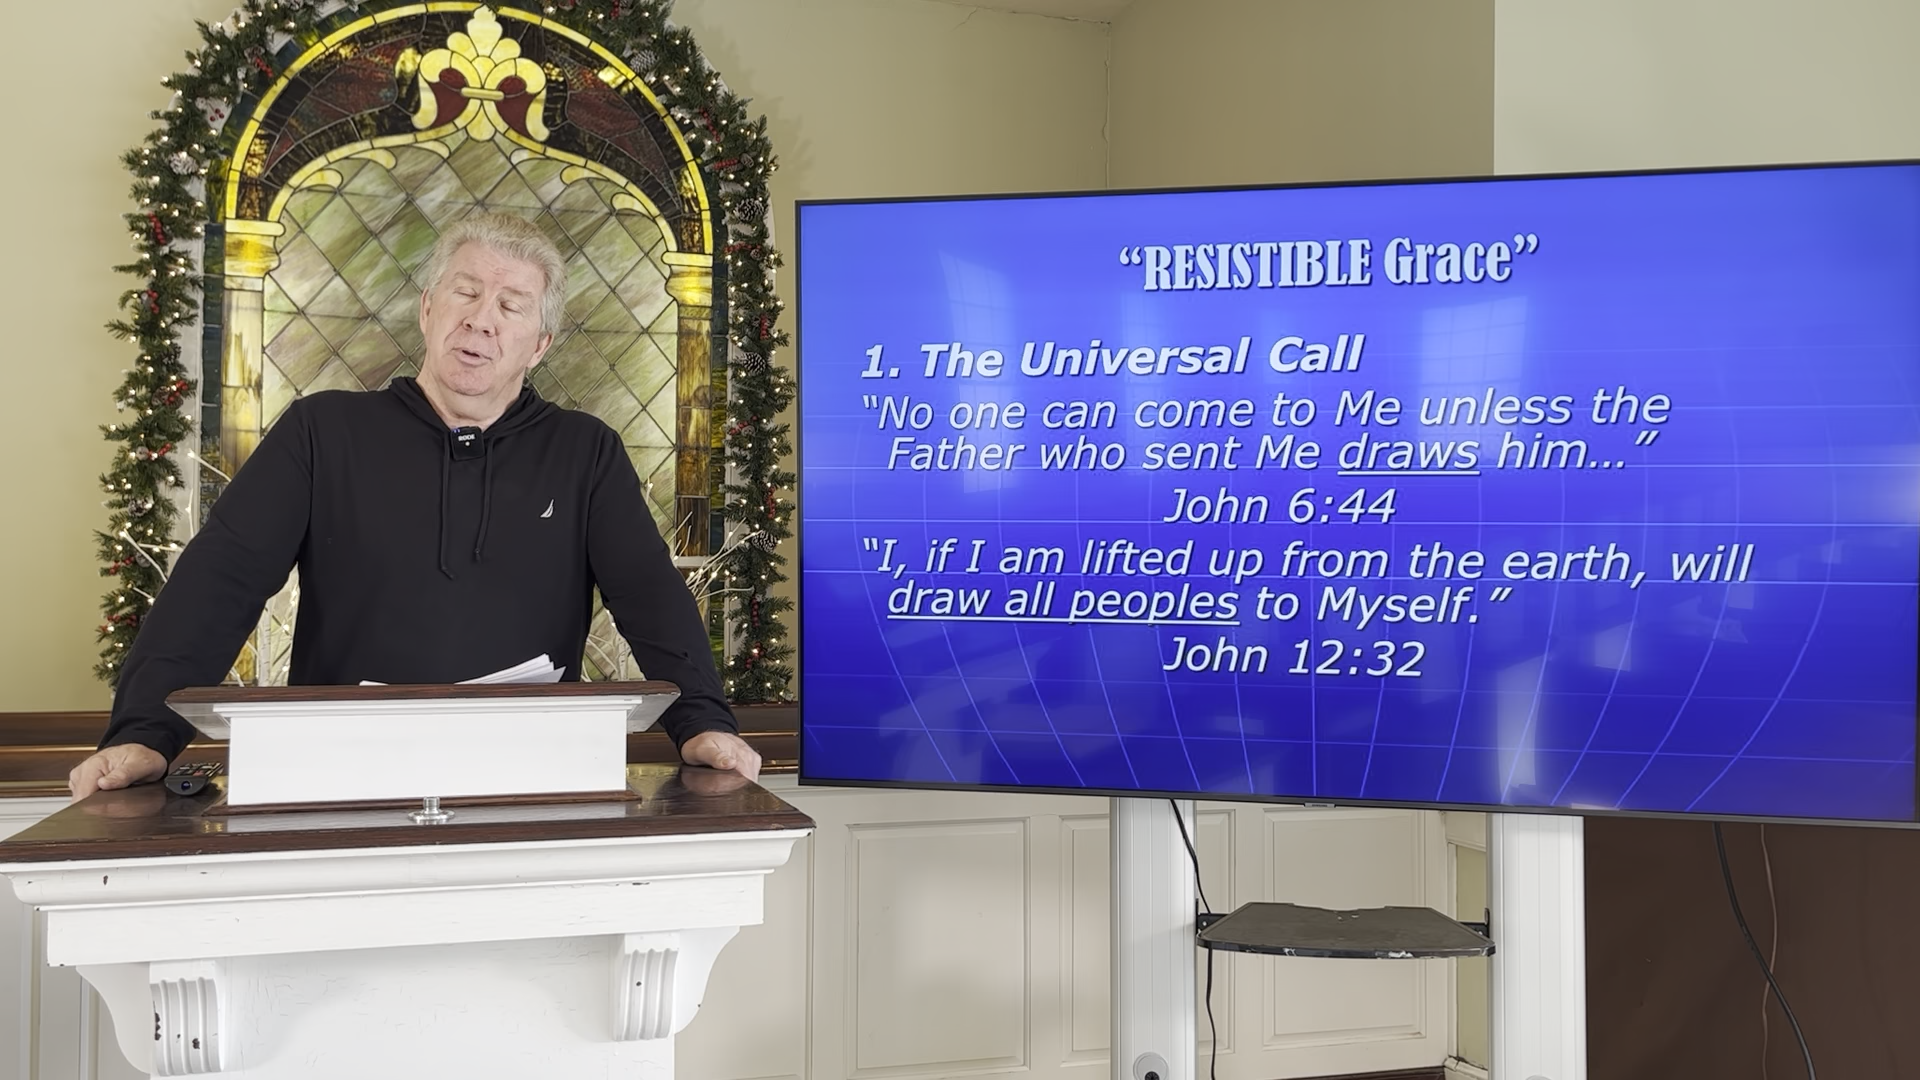 “RESISTIBLE Grace”
1. The Universal Call
“No one can come to Me unless the
Father who sent Me draws him...”
John 6:44
“I, if I am lifted up from the earth, will
draw all peoples to Myself.”
John 12:32
RODE